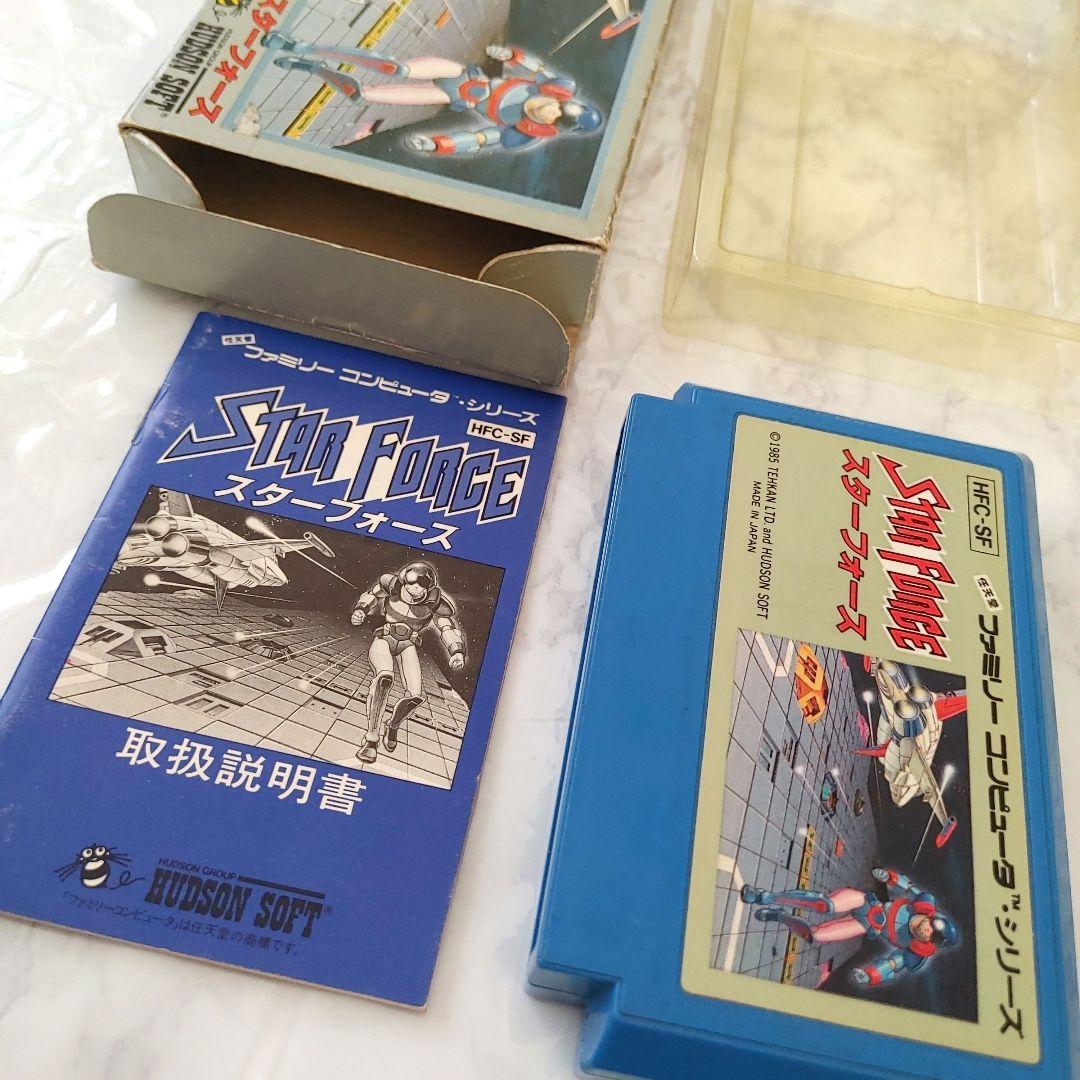 スターフォース
HUDSON GROUP
HUDSON SOFT®
任天堂 ファミリー コンピュータ™・シリーズ
HFC-SF
STAR FORCE
スターフォース
取扱説明書
HUDSON GROUP
HUDSON SOFT®
「ファミリーコンピュータ」は任天堂の商標です。
HFC-SF
任天堂 ファミリー コンピュータ™・シリーズ
STAR FORCE
スターフォース
©1985 TEHKAN LTD. and HUDSON SOFT
MADE IN JAPAN